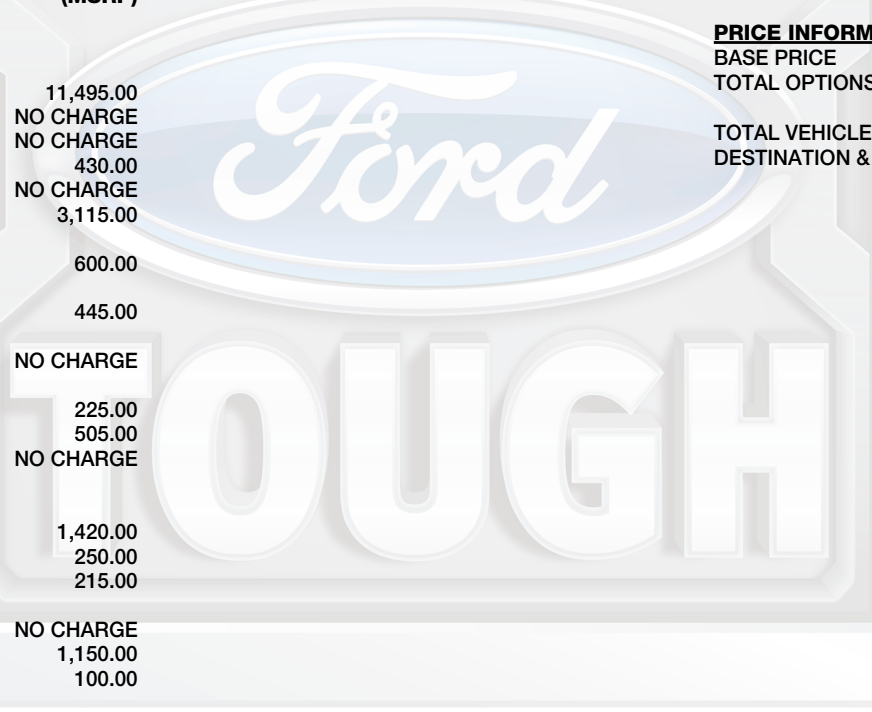 (MSRP)
11,495.00
NO CHARGE
NO CHARGE
430.00
NO CHARGE
3,115.00
600.00
445.00
NO CHARGE
225.00
505.00
NO CHARGE
1,420.00
250.00
215.00
NO CHARGE
1,150.00
100.00
PRICE INFORM
BASE PRICE
TOTAL OPTIONS
TOTAL VEHICLE
DESTINATION &
Ford
TOUGH